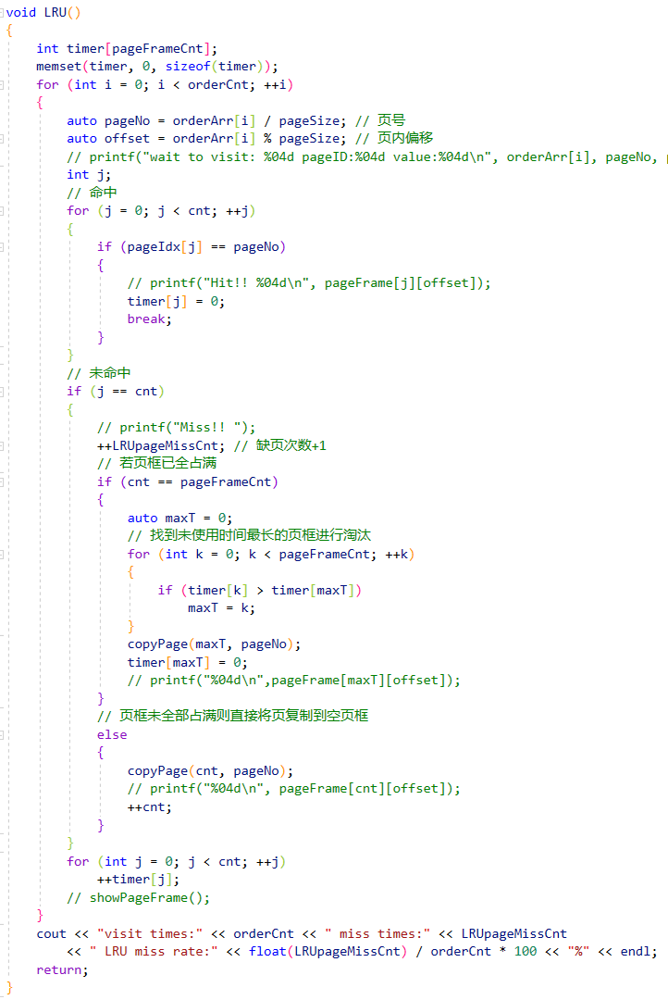 void LRU()
{
    int timer[pageFrameCnt];
    memset(timer, 0, sizeof(timer));
    for (int i = 0; i < orderCnt; ++i)
    {
        auto pageNo = orderArr[i] / pageSize; // 页号
        auto offset = orderArr[i] % pageSize; // 页内偏移
        // printf("wait to visit: %04d pageID:%04d value:%04d\n", orderArr[i], pageNo,
        int j;
        // 命中
        for (j = 0; j < cnt; ++j)
        {
            if (pageIdx[j] == pageNo)
            {
                // printf("Hit!! %04d\n", pageFrame[j][offset]);
                timer[j] = 0;
                break;
            }
        }
        // 未命中
        if (j == cnt)
        {
            // printf("Miss!! ");
            ++LRUpageMissCnt; // 缺页次数+1
            // 若页框已全占满
            if (cnt == pageFrameCnt)
            {
                auto maxT = 0;
                // 找到未使用时间最长的页框进行淘汰
                for (int k = 0; k < pageFrameCnt; ++k)
                {
                    if (timer[k] > timer[maxT])
                        maxT = k;
                }
                copyPage(maxT, pageNo);
                timer[maxT] = 0;
                // printf("%04d\n",pageFrame[maxT][offset]);
            }
            // 页框未全部占满则直接将页复制到空页框
            else
            {
                copyPage(cnt, pageNo);
                // printf("%04d\n", pageFrame[cnt][offset]);
                ++cnt;
            }
        }
        for (int j = 0; j < cnt; ++j)
            ++timer[j];
        // showPageFrame();
    }
    cout << "visit times:" << orderCnt << " miss times:" << LRUpageMissCnt
        << " LRU miss rate:" << float(LRUpageMissCnt) / orderCnt * 100 << "%" << endl;
    return;
}